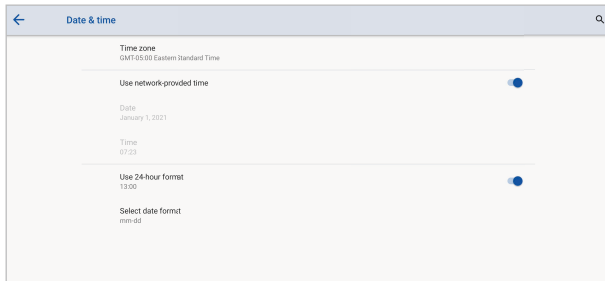 Date & time
Time zone
GMT-05:00 Eastern Standard Time
Use network-provded time
Date
January 1, 2021
Time
07:23
Use 24-hour format
13:00
Select date format
mm-dd